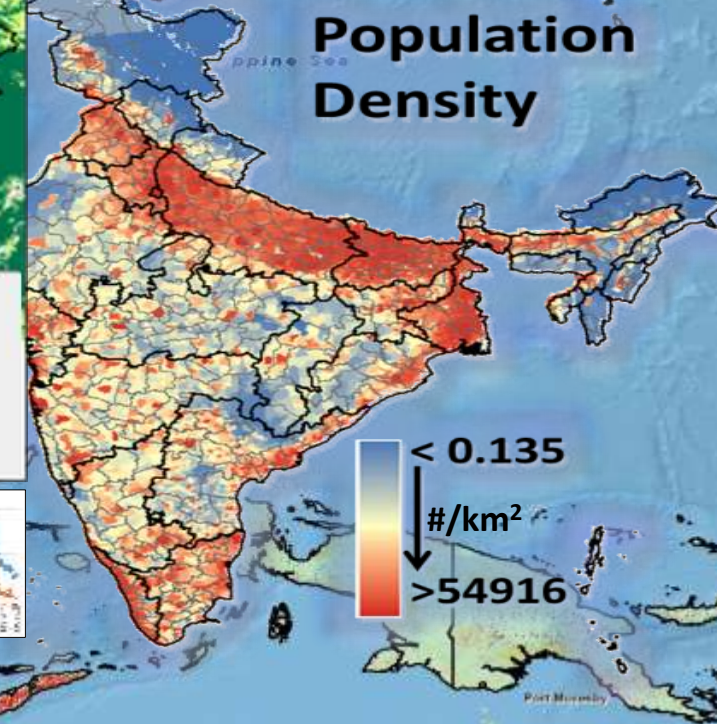 Population
ppine Sea
Density
< 0.135
#/km²
>54916
Port Moresby